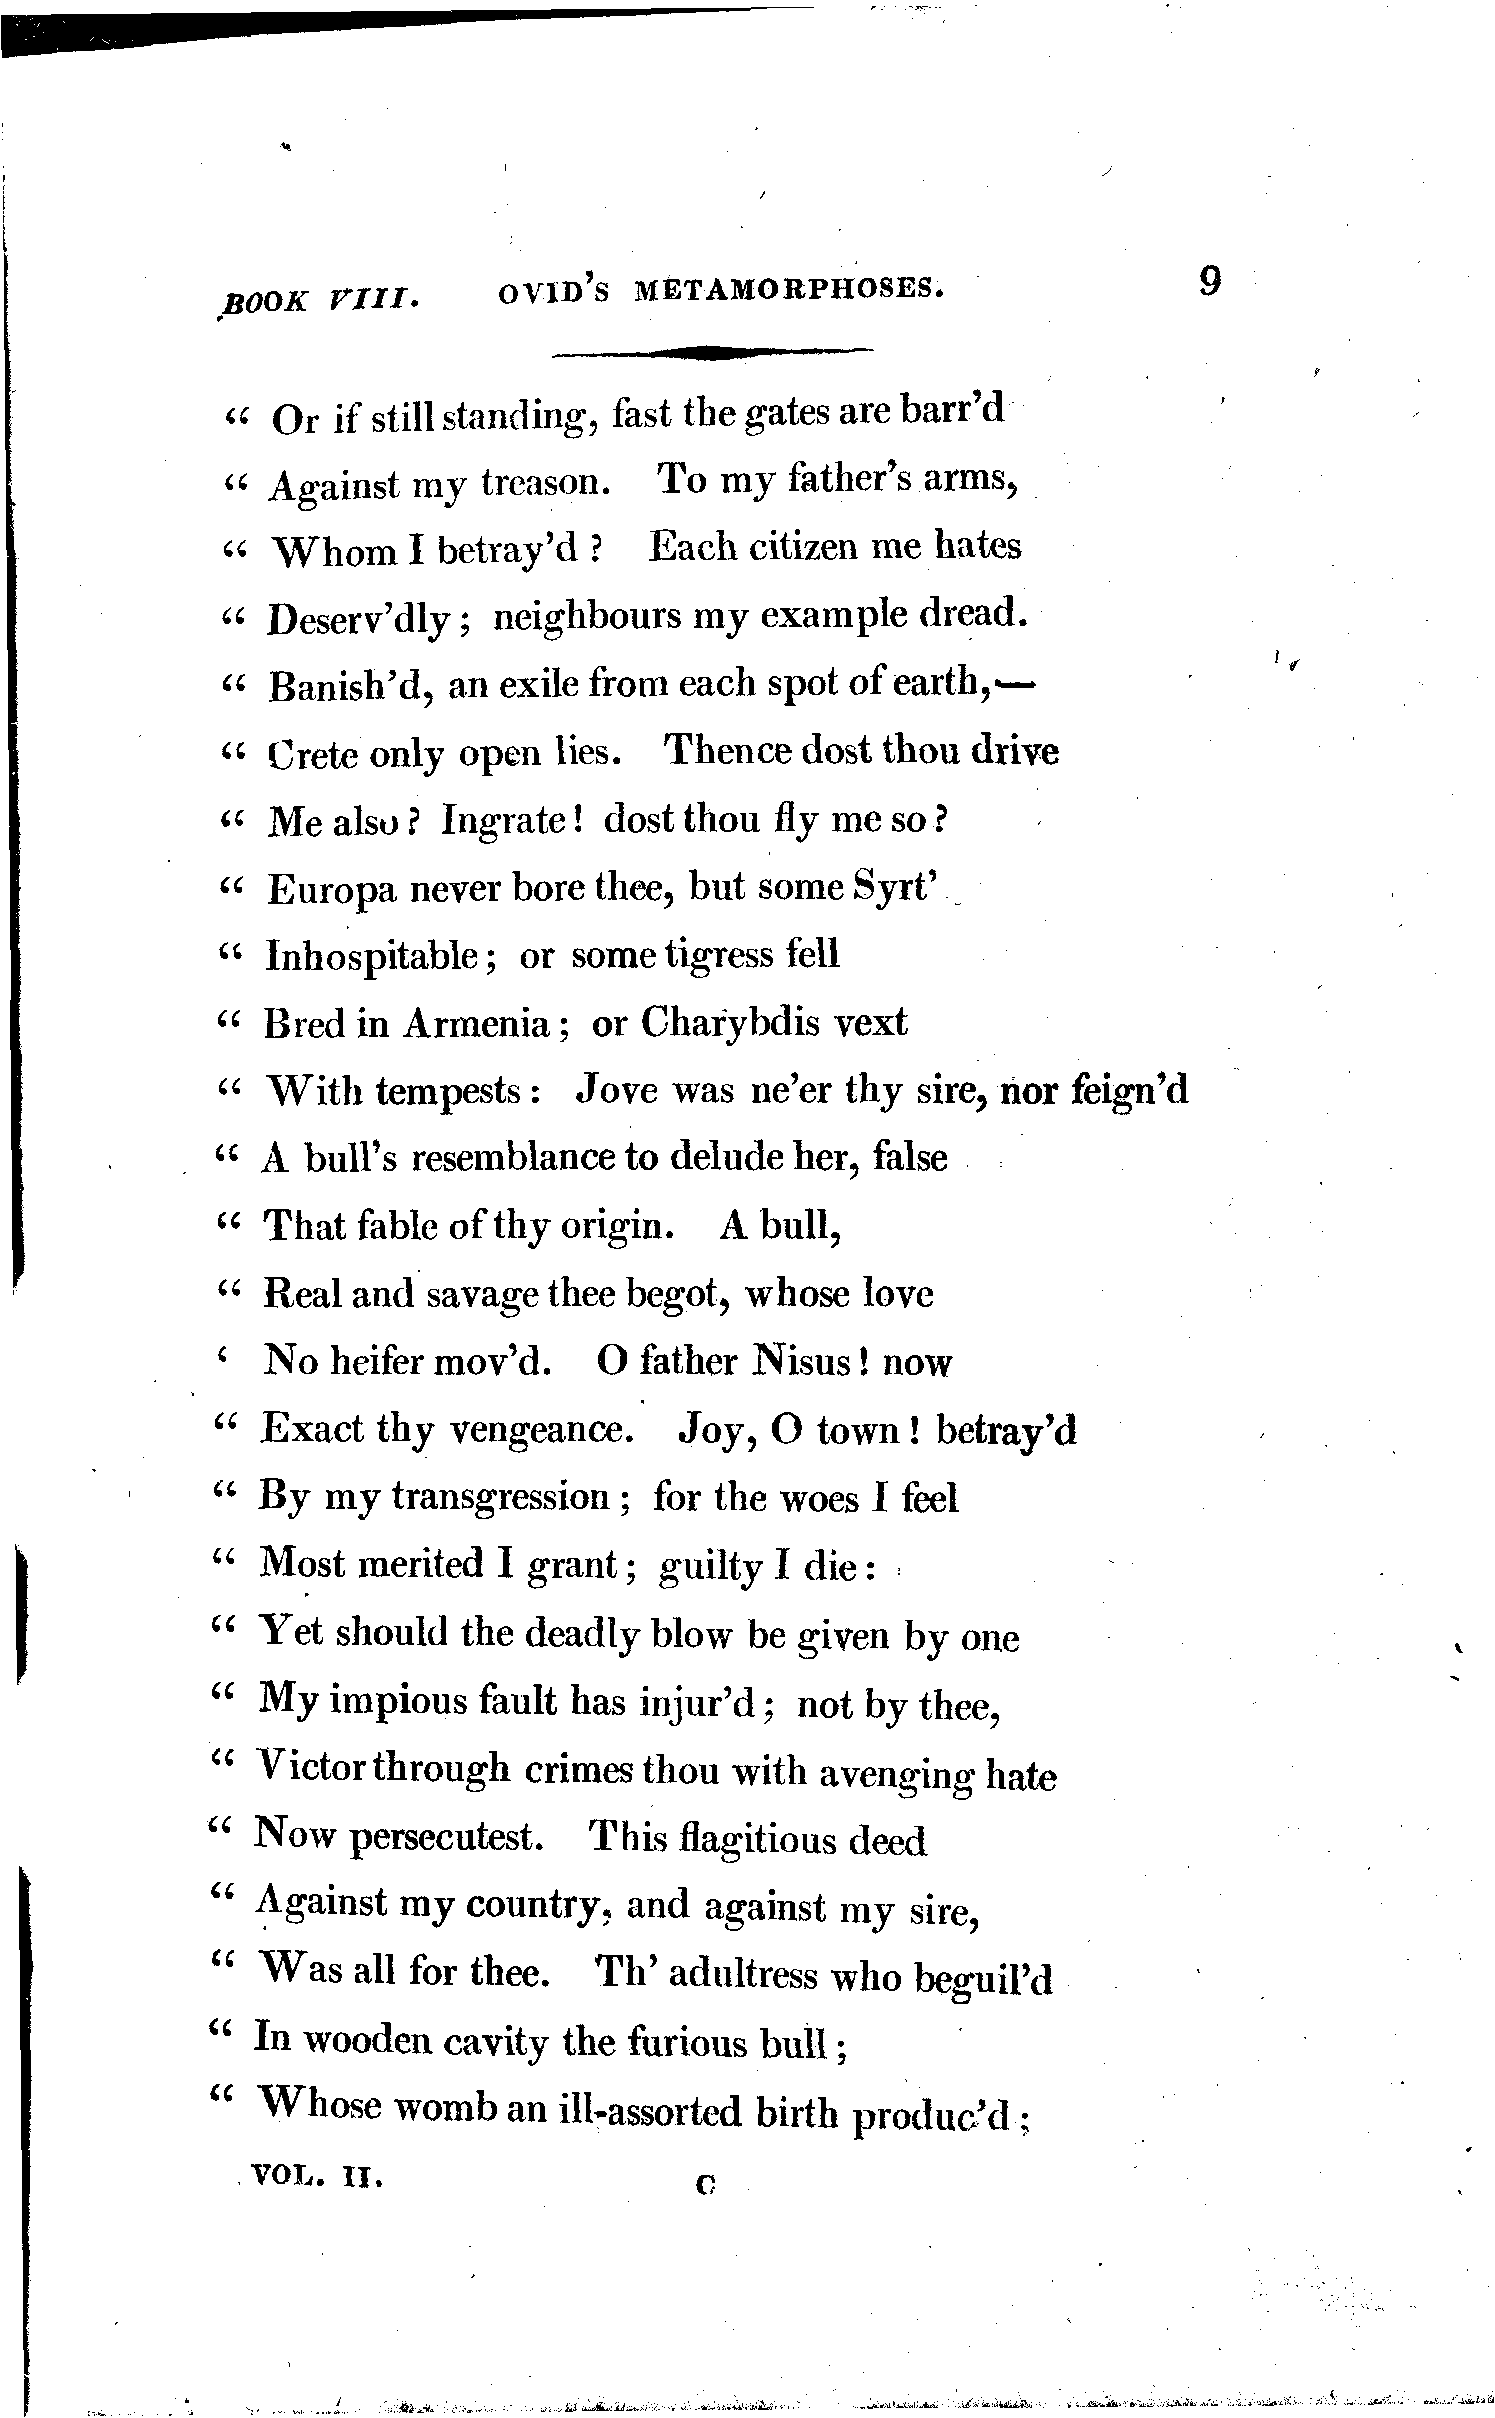 BOOK VIII. OVID'S METAMORPHOSES. 9
“ Or if still standing, fast the gates are barr'd
“ Against my treason. To my father's arms,
“ Whom I betray'd ? Each citizen me hates
“ Deserv'dly ; neighbours my example dread.
“ Banish'd, an exile from each spot of earth,—
“ Crete only open lies. Thence dost thou drive
“ Me also ? Ingrate ! dost thou fly me so ?
“ Europa never bore thee, but some Syrt'
“ Inhospitable ; or some tigress fell
“ Bred in Armenia ; or Charybdis vext
“ With tempests : Jove was ne'er thy sire, nor feign'd
“ A bull's resemblance to delude her, false
“ That fable of thy origin. A bull,
“ Real and savage thee begot, whose love
‘ No heifer mov'd. O father Nisus ! now
“ Exact thy vengeance. Joy, O town ! betray'd
“ By my transgression ; for the woes I feel
“ Most merited I grant ; guilty I die :
“ Yet should the deadly blow be given by one
“ My impious fault has injur'd ; not by thee,
“ Victor through crimes thou with avenging hate
“ Now persecutest. This flagitious deed
“ Against my country, and against my sire,
“ Was all for thee. Th' adultress who beguil'd
“ In wooden cavity the furious bull ;
“ Whose womb an ill-assorted birth produc'd ;
VOL. II. C